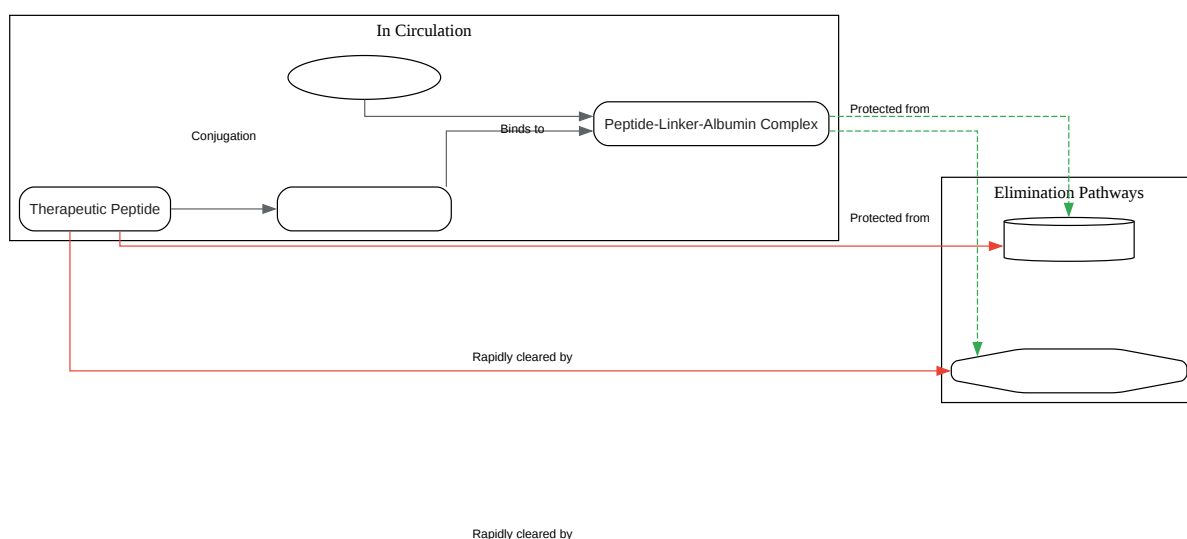 In Circulation
Conjugation
Binds to
Peptide-Linker-Albumin Complex
Protected from
Therapeutic Peptide
Elimination Pathways
Protected from
Rapidly cleared by
Rapidly cleared by